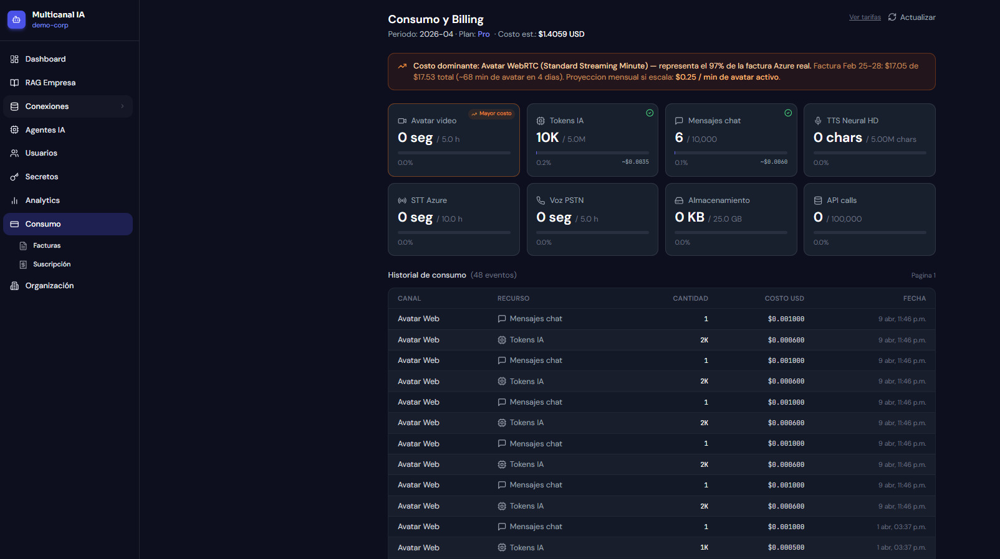 Multicanal IA
demo-corp
Dashboard
RAG Empresa
Conexiones
Agentes IA
Usuarios
Secretos
Analytics
Consumo
Facturas
Suscripción
Organización
Consumo y Billing
Periodo: 2026-04 · Plan: Pro · Costo est.: $1.4059 USD
Ver tarifas
Actualizar
Costo dominante: Avatar WebRTC (Standard Streaming Minute) — representa el 97% de la factura Azure real. Factura Feb 25-28: $17.05 de
$17.53 total (~68 min de avatar en 4 dias). Proyeccion mensual si escala: $0.25 / min de avatar activo.
Avatar video
Mayor costo
0 seg / 5.0 h
0.0%
Tokens IA
10K / 5.0M
0.2% ~$0.0035
Mensajes chat
6 / 10,000
0.1% ~$0.0060
TTS Neural HD
0 chars / 5.00M chars
0.0%
STT Azure
0 seg / 10.0 h
0.0%
Voz PSTN
0 seg / 5.0 h
0.0%
Almacenamiento
0 KB / 25.0 GB
0.0%
API calls
0 / 100,000
0.0%
Historial de consumo (48 eventos)
Pagina 1
CANAL RECURSO CANTIDAD COSTO USD FECHA
Avatar Web Mensajes chat 1 $0.001000 9 abr, 11:46 p.m.
Avatar Web Tokens IA 2K $0.000600 9 abr, 11:46 p.m.
Avatar Web Mensajes chat 1 $0.001000 9 abr, 11:46 p.m.
Avatar Web Tokens IA 2K $0.000600 9 abr, 11:46 p.m.
Avatar Web Mensajes chat 1 $0.001000 9 abr, 11:46 p.m.
Avatar Web Tokens IA 2K $0.000600 9 abr, 11:46 p.m.
Avatar Web Mensajes chat 1 $0.001000 9 abr, 11:46 p.m.
Avatar Web Tokens IA 2K $0.000600 9 abr, 11:46 p.m.
Avatar Web Mensajes chat 1 $0.001000 9 abr, 11:46 p.m.
Avatar Web Tokens IA 2K $0.000600 9 abr, 11:46 p.m.
Avatar Web Mensajes chat 1 $0.001000 1 abr, 03:37 p.m.
Avatar Web Tokens IA 1K $0.000500 1 abr, 03:37 p.m.